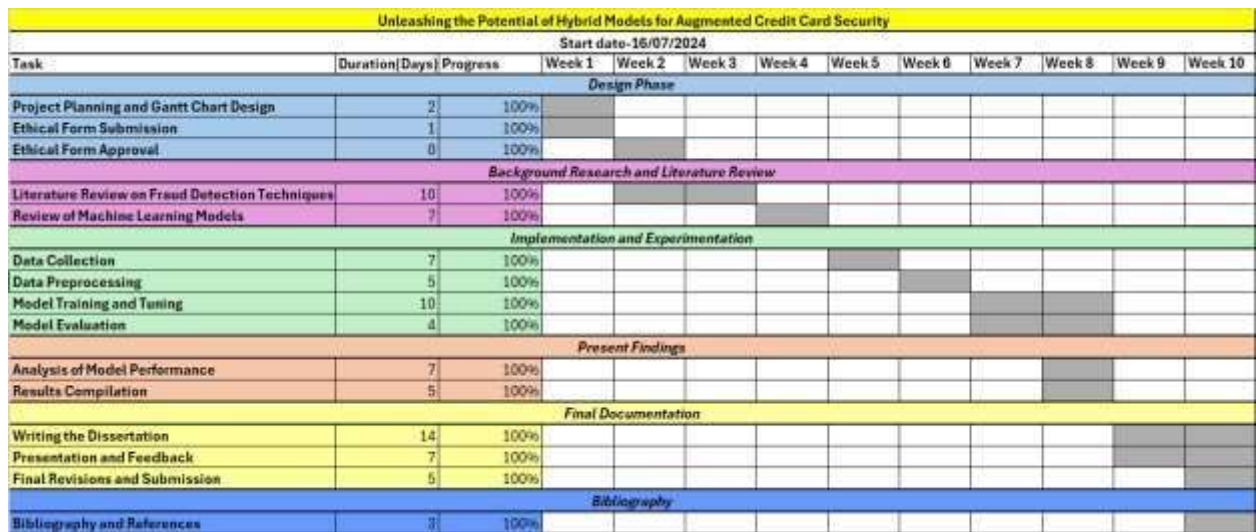 Unleashing the Potential of Hybrid Models for Augmented Credit Card Security
Start date-16/07/2024
Task Duration(Days) Progress Week 1 Week 2 Week 3 Week 4 Week 5 Week 6 Week 7 Week 8 Week 9 Week 10
Design Phase
Project Planning and Gantt Chart Design 2 100%
Ethical Form Submission 1 100%
Ethical Form Approval 0 100%
Background Research and Literature Review
Literature Review on Fraud Detection Techniques 10 100%
Review of Machine Learning Models 7 100%
Implementation and Experimentation
Data Collection 7 100%
Data Preprocessing 5 100%
Model Training and Tuning 10 100%
Model Evaluation 4 100%
Present Findings
Analysis of Model Performance 7 100%
Results Compilation 5 100%
Final Documentation
Writing the Dissertation 14 100%
Presentation and Feedback 7 100%
Final Revisions and Submission 5 100%
Bibliography
Bibliography and References 3 100%